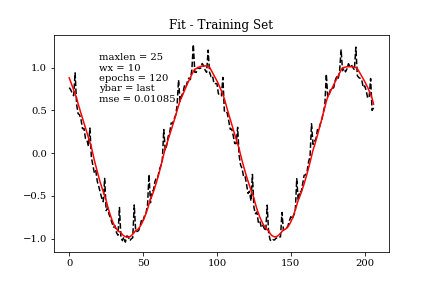 Fit - Training Set
maxlen = 25
wx = 10
epochs = 120
ybar = last
mse = 0.01085
1.0
0.5
0.0
−0.5
−1.0
0
50
100
150
200